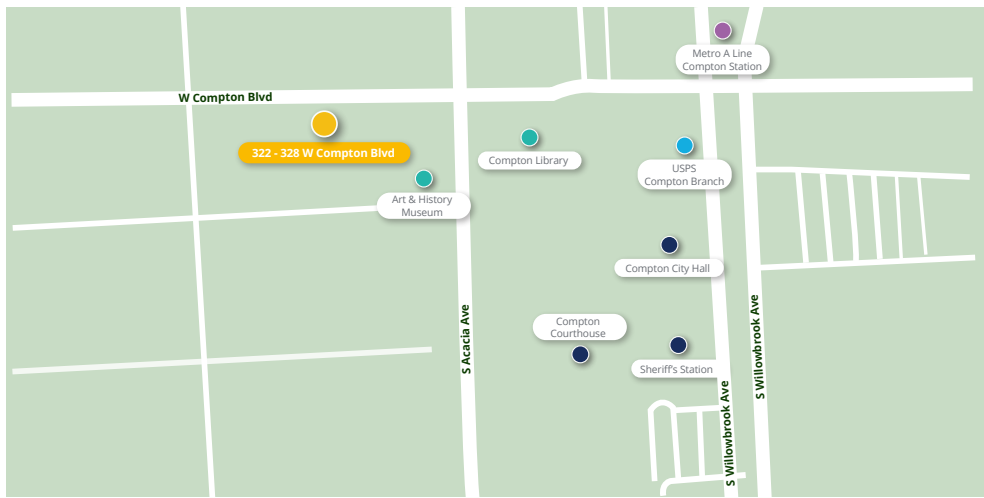 Metro A Line
Compton Station
W Compton Blvd
322 - 328 W Compton Blvd
Compton Library
USPS
Compton Branch
Art & History
Museum
Compton City Hall
S Acacia Ave
Compton
Courthouse
S Willowbrook Ave
Sheriff's Station
S Willowbrook Ave